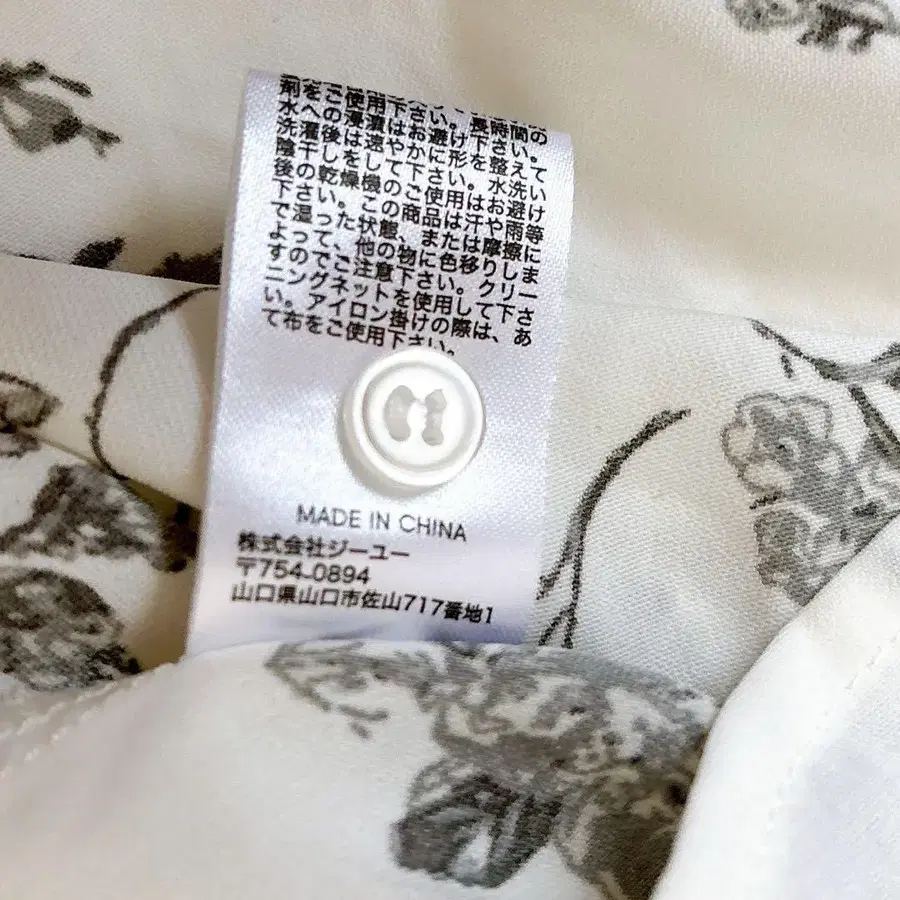 剤をご使用下さい。長時間の
水への浸漬はお避け下さい。
洗濯後は速やかに形を整えて
陰干しをして下さい。水洗い
後の乾燥機のご使用はお避け
下さい。この商品は汗や雨等
で湿った状態、または摩擦に
よって、他の物に色移りしま
すのでご注意下さい。クリー
ニングネットを使用して下さ
い。アイロン掛けの際は、あ
て布をご使用下さい。
MADE IN CHINA
株式会社ジーユー
〒754-0894
山口県山口市佐山717番地1